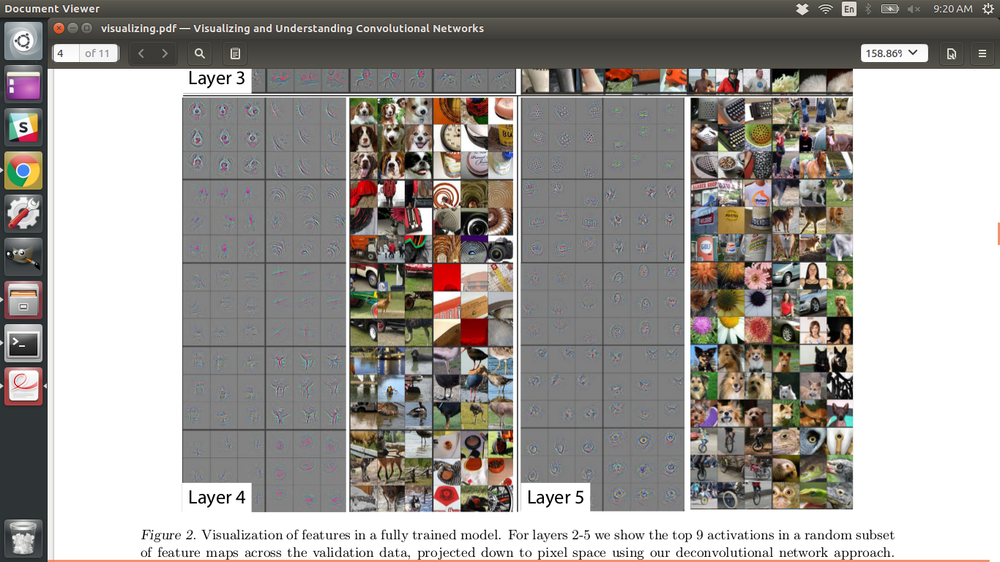 Document Viewer
En
9:20 AM
visualizing.pdf — Visualizing and Understanding Convolutional Networks
4 of 11
158.86%
Layer 3
Layer 4
Layer 5
BARBER SHOP
GULF
Figure 2. Visualization of features in a fully trained model. For layers 2-5 we show the top 9 activations in a random subset
of feature maps across the validation data, projected down to pixel space using our deconvolutional network approach.